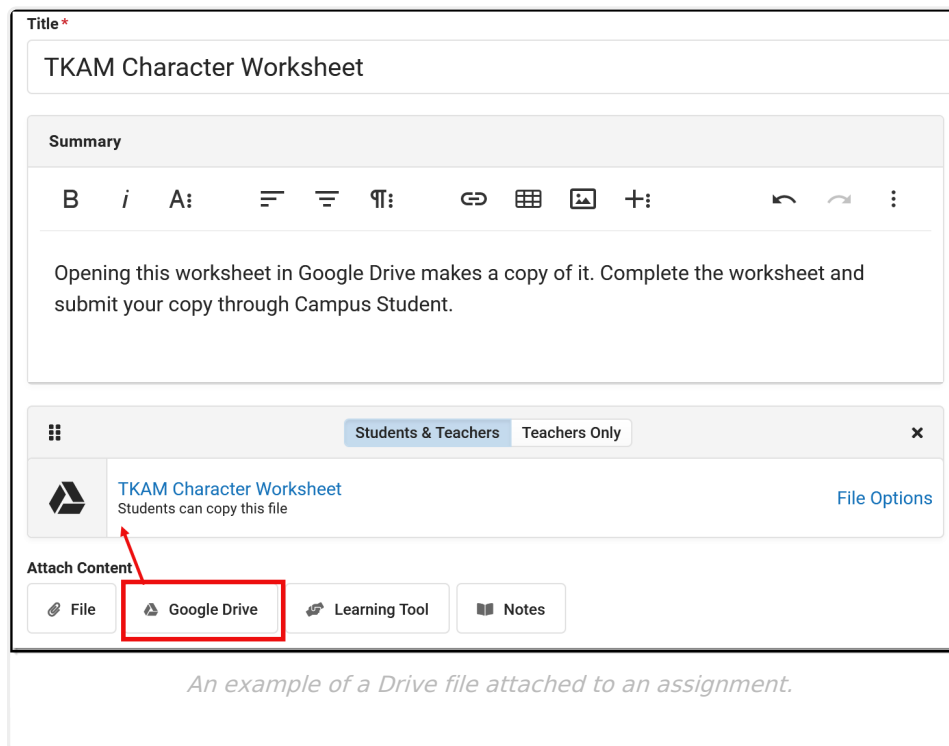 Title *
TKAM Character Worksheet
Summary
B i A
Opening this worksheet in Google Drive makes a copy of it. Complete the worksheet and
submit your copy through Campus Student.
Students & Teachers Teachers Only
TKAM Character Worksheet
Students can copy this file
File Options
Attach Content
File Google Drive Learning Tool Notes
An example of a Drive file attached to an assignment.